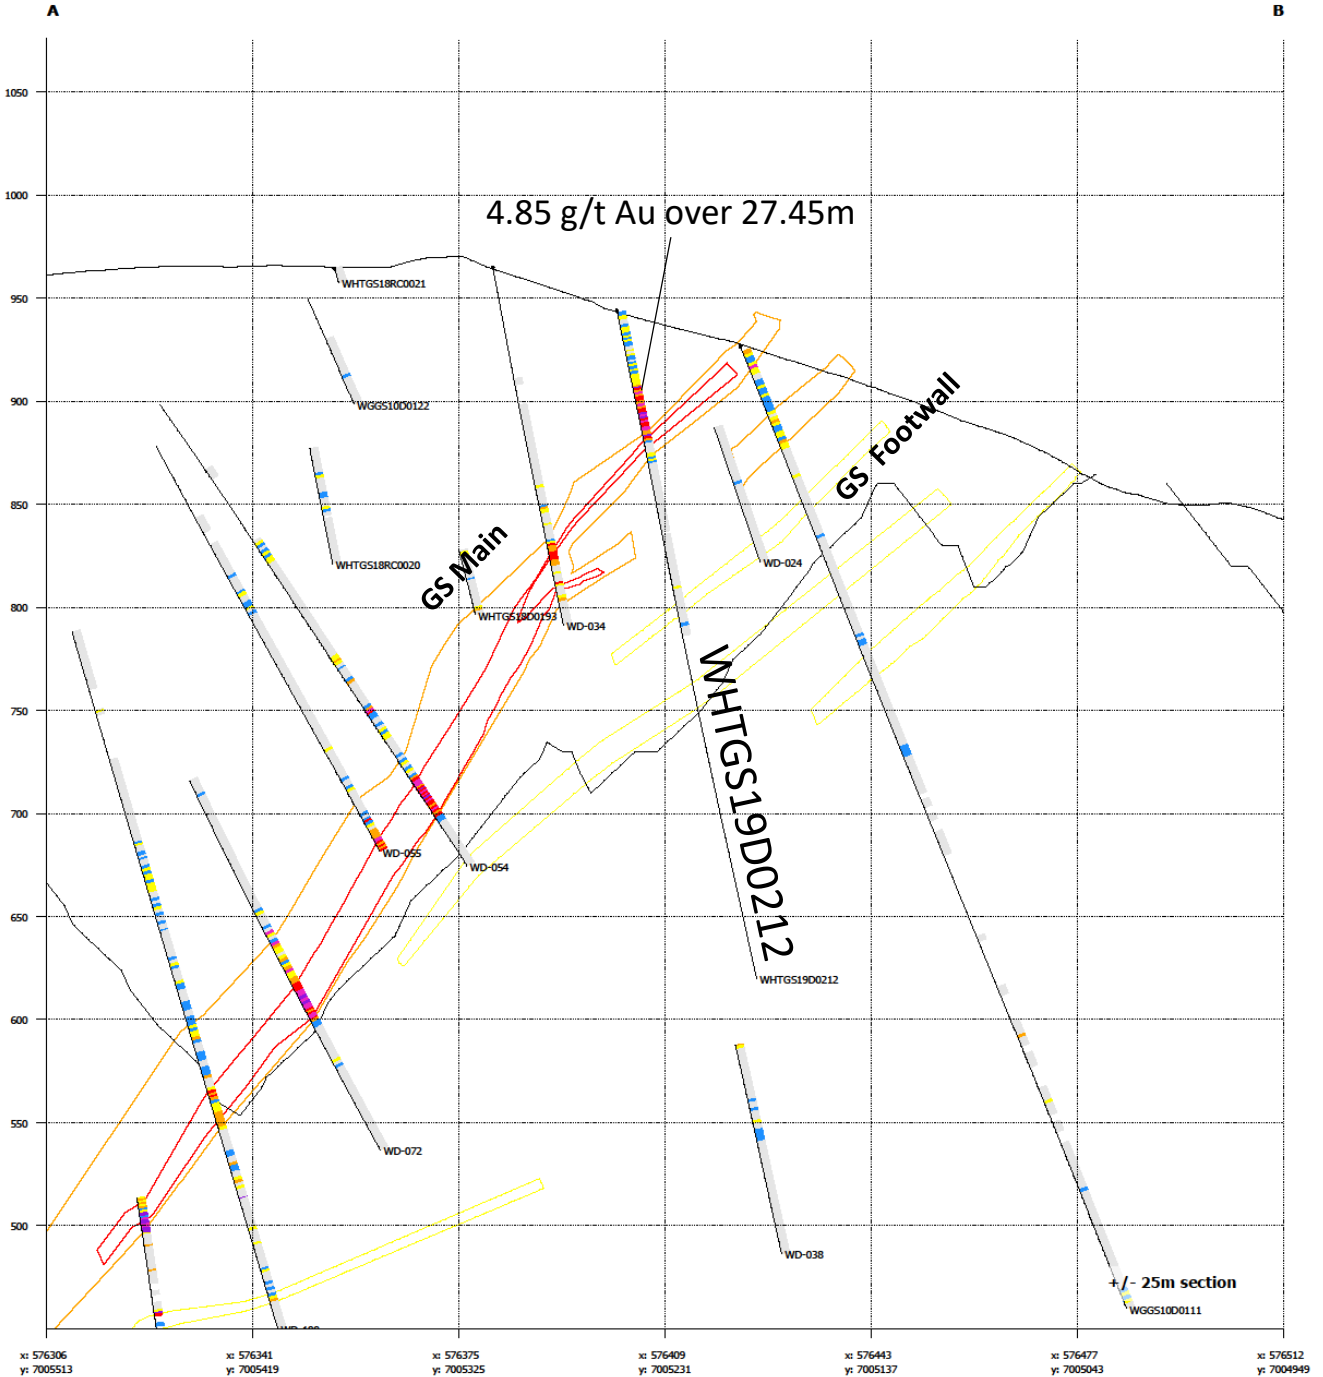 A
B
1050
1000
4.85 g/t Au over 27.45m
950
WHTGS18RC0021
WGGS10D0122
900
GS Footwall
850
WHTGS18RC0020
WD-024
GS Main
800
WHTGS18D0193
WD-034
WHTGS19D0212
750
700
WD-055
WD-054
650
WHTGS19D0212
600
550
WD-072
500
WD-038
+/- 25m section
WGGS10D0111
x: 576306
y: 7005513
x: 576341
y: 7005419
x: 576375
y: 7005325
x: 576409
y: 7005231
x: 576443
y: 7005137
x: 576477
y: 7005043
x: 576512
y: 7004949